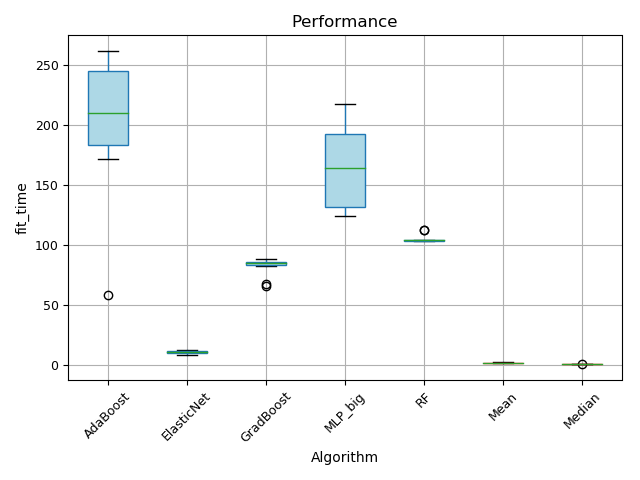 Performance
fit_time
250
200
150
100
50
0
AdaBoost
ElasticNet
GradBoost
MLP_big
RF
Mean
Median
Algorithm